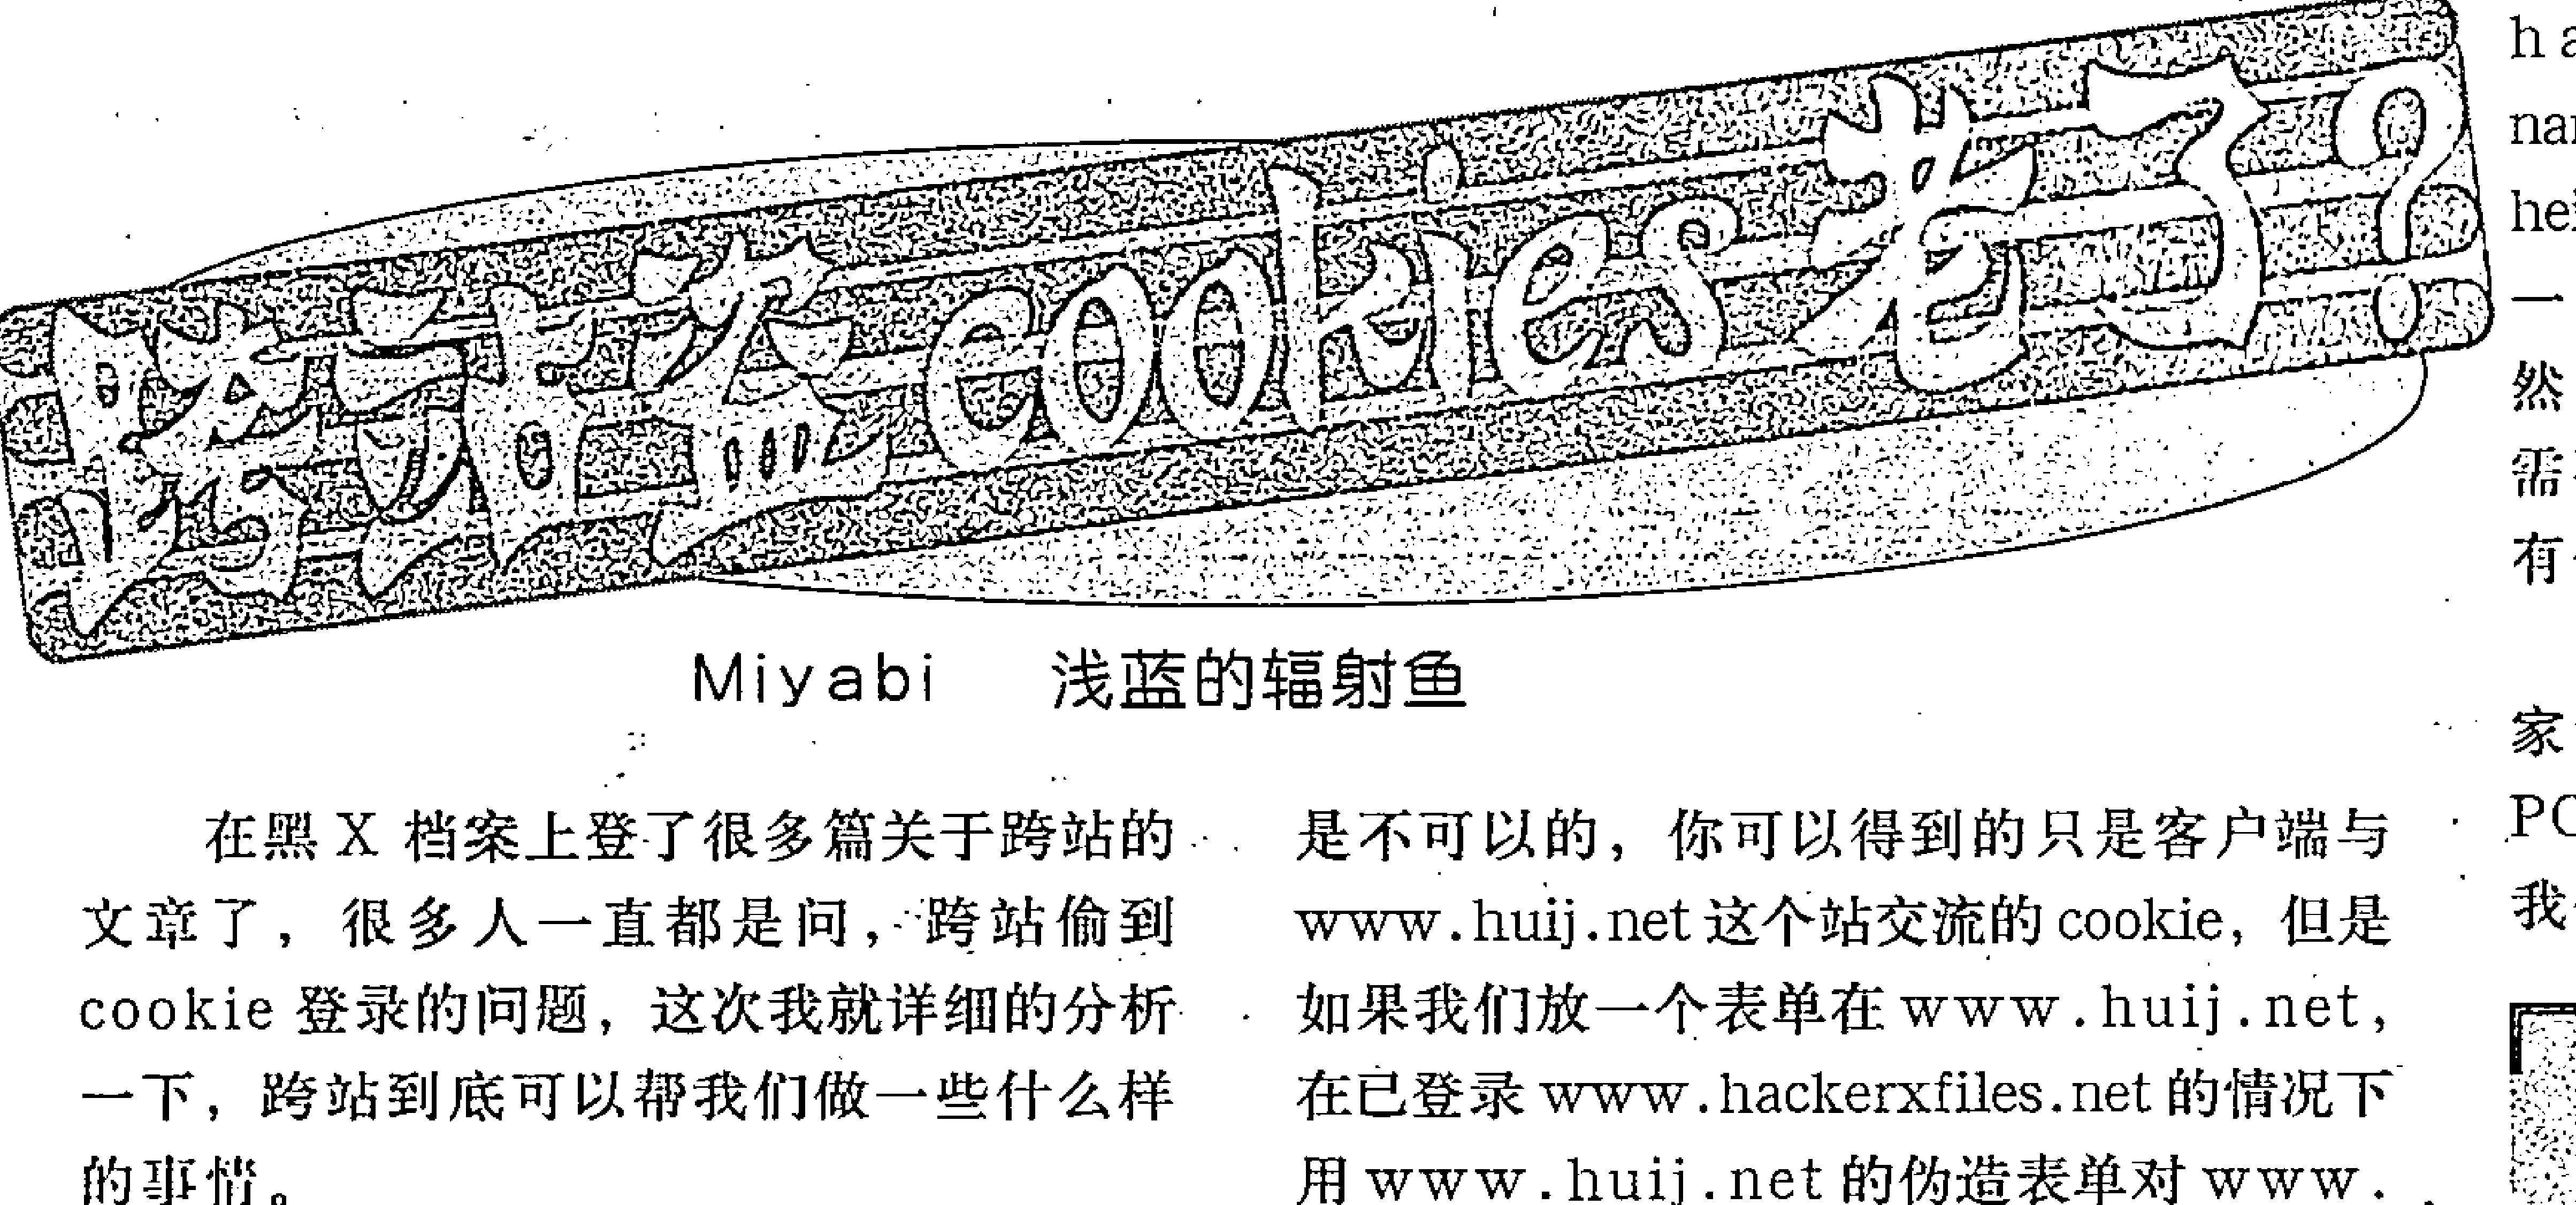 跨站盗cookies老了?
Miyabi 浅蓝的辐射鱼
在黑X档案上登了很多篇关于跨站的
文章了，很多人一直都是问，跨站偷到
cookie登录的问题，这次我就详细的分析
一下，跨站到底可以帮我们做一些什么样
的事情。
是不可以的，你可以得到的只是客户端与
www.huij.net这个站交流的cookie，但是
如果我们放一个表单在www.huij.net，
在已登录www.hackerxfiles.net的情况下
用www.huij.net的伪造表单对www.
一
然
需
有
家
我